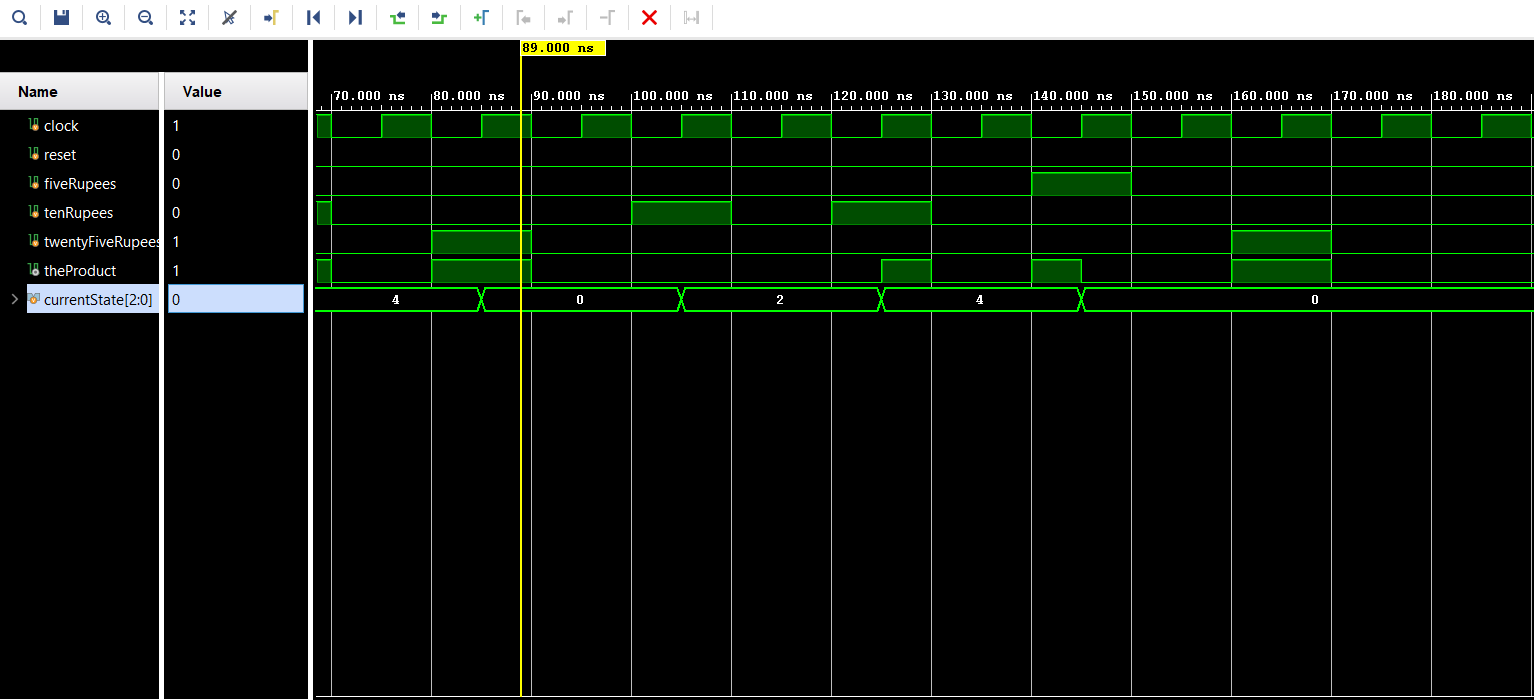 89.000 ns
Name Value
70.000 ns 80.000 ns 90.000 ns 100.000 ns 110.000 ns 120.000 ns 130.000 ns 140.000 ns 150.000 ns 160.000 ns 170.000 ns 180.000 ns
clock 1
reset 0
fiveRupees 0
tenRupees 0
twentyFiveRupees 1
theProduct 1
currentState[2:0] 0 4 0 2 4 0